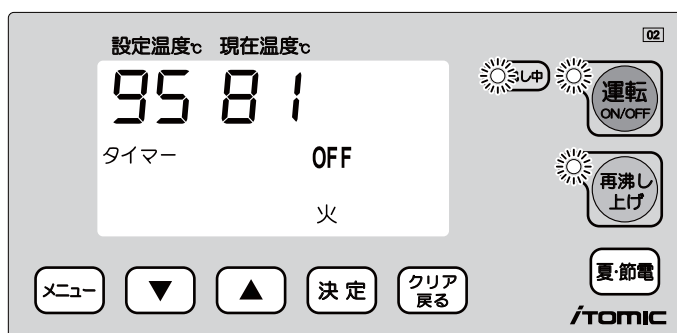 02
設定温度℃ 現在温度℃
95 81
タイマー OFF
火
し中
運転
ON/OFF
再沸し
上げ
メニュー
▼
▲
決定
クリア
戻る
夏・節電
iTOMIC